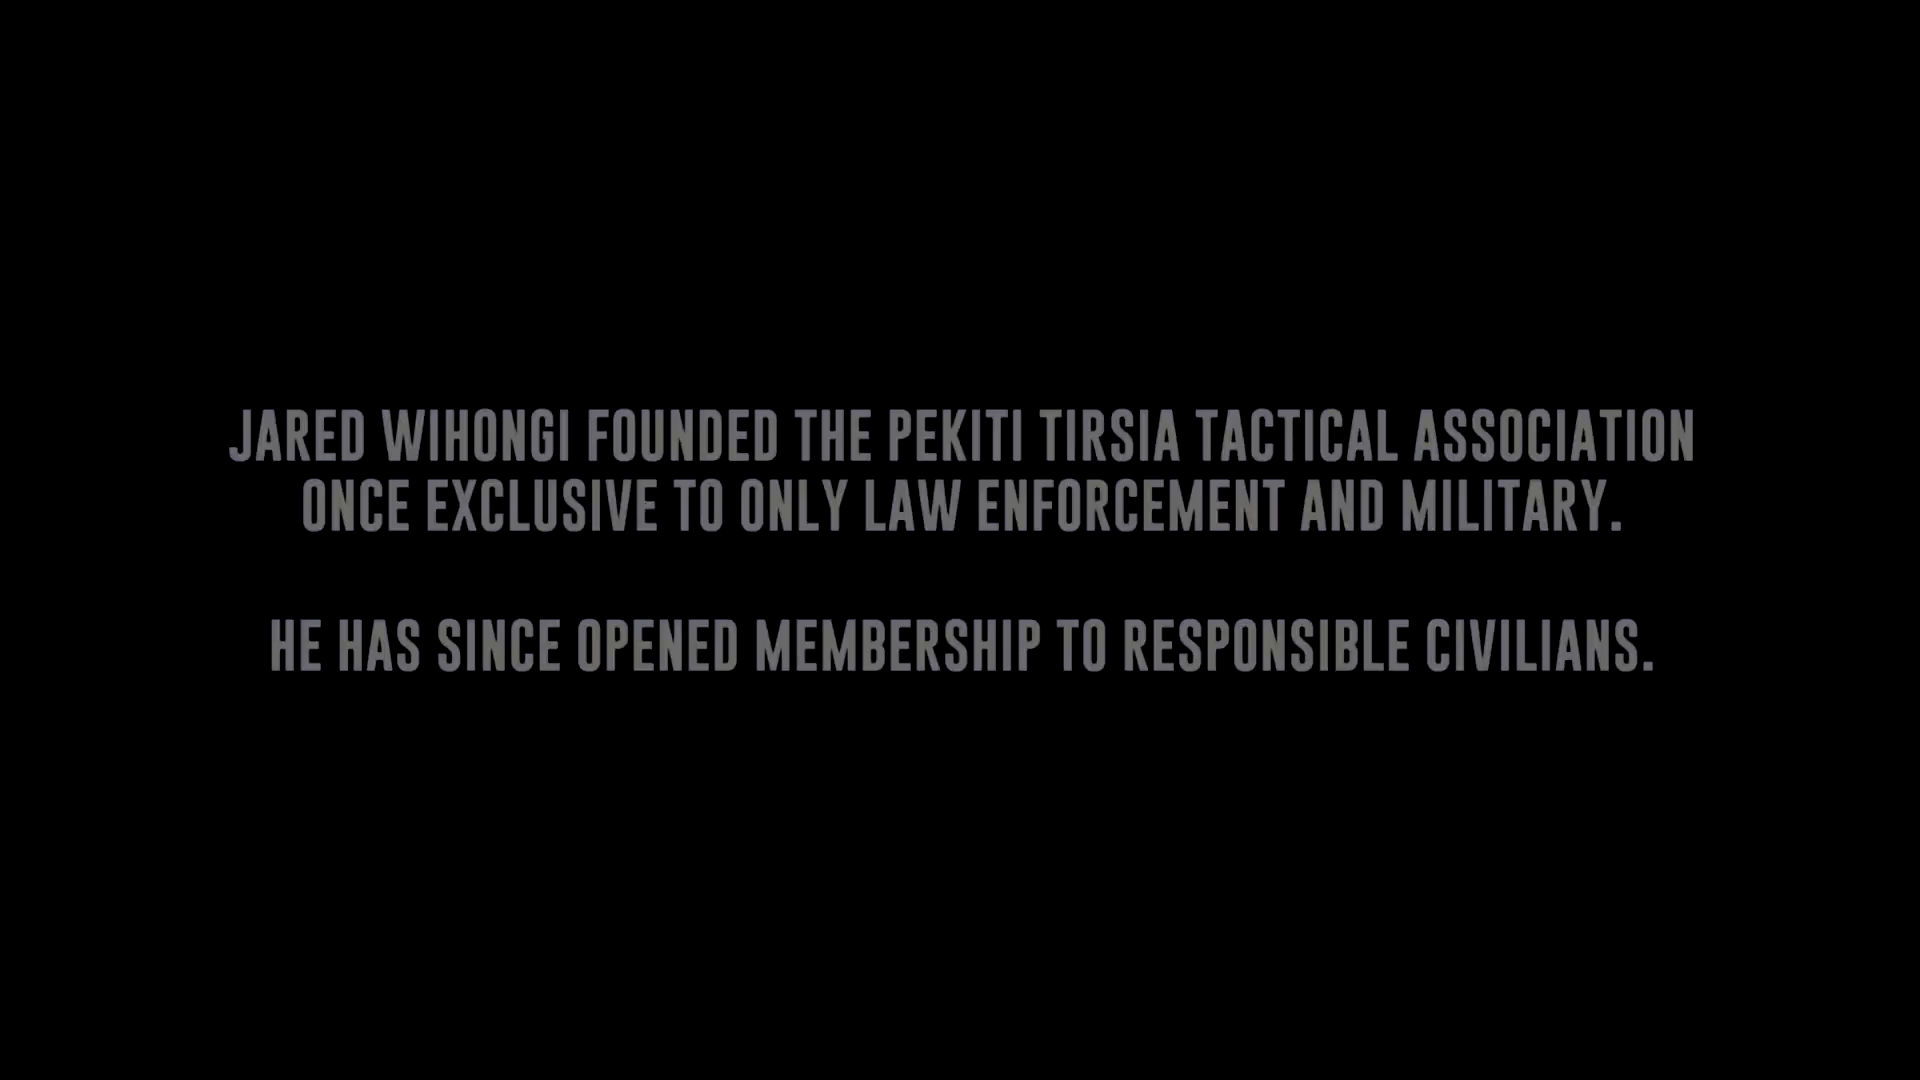 JARED WIHONGI FOUNDED THE PEKITI TIRSIA TACTICAL ASSOCIATION
ONCE EXCLUSIVE TO ONLY LAW ENFORCEMENT AND MILITARY.
HE HAS SINCE OPENED MEMBERSHIP TO RESPONSIBLE CIVILIANS.